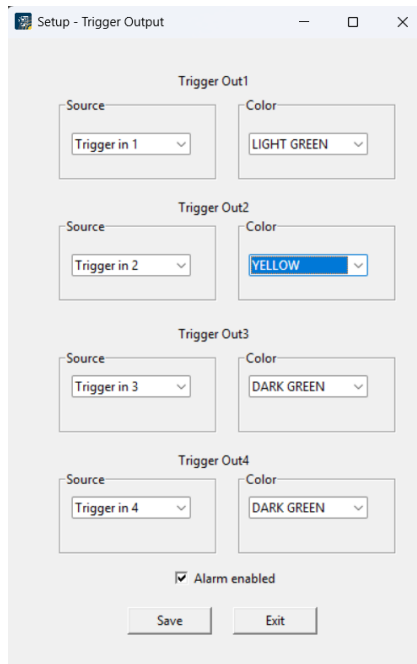 Setup - Trigger Output
Trigger Out1
Source Color
Trigger in 1 LIGHT GREEN
Trigger Out2
Source Color
Trigger in 2 YELLOW
Trigger Out3
Source Color
Trigger in 3 DARK GREEN
Trigger Out4
Source Color
Trigger in 4 DARK GREEN
Alarm enabled
Save Exit